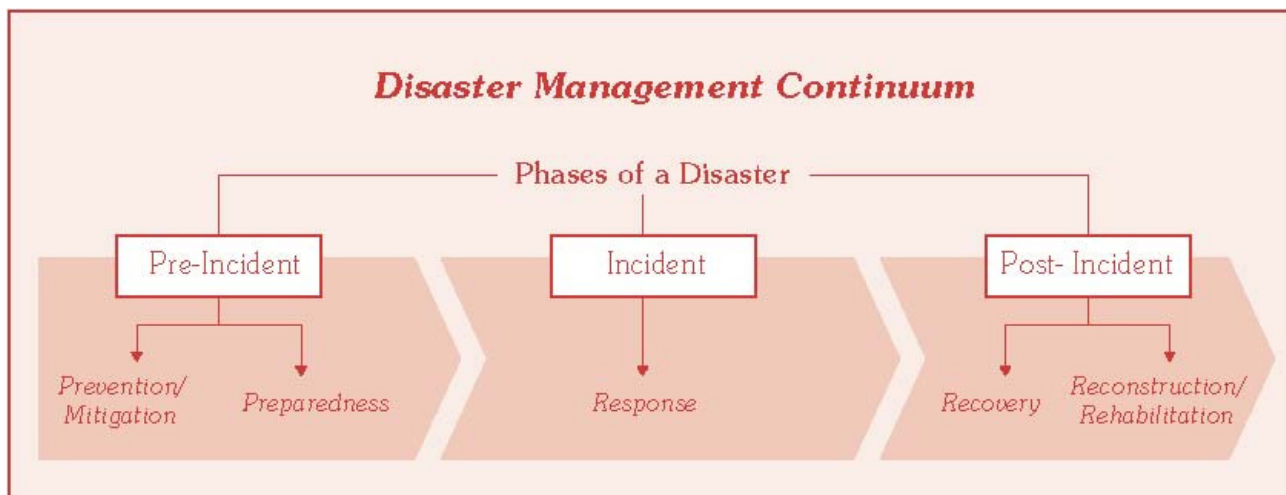 Disaster Management Continuum
Phases of a Disaster
Pre-Incident
Incident
Post- Incident
Prevention/
Mitigation
Preparedness
Response
Recovery
Reconstruction/
Rehabilitation